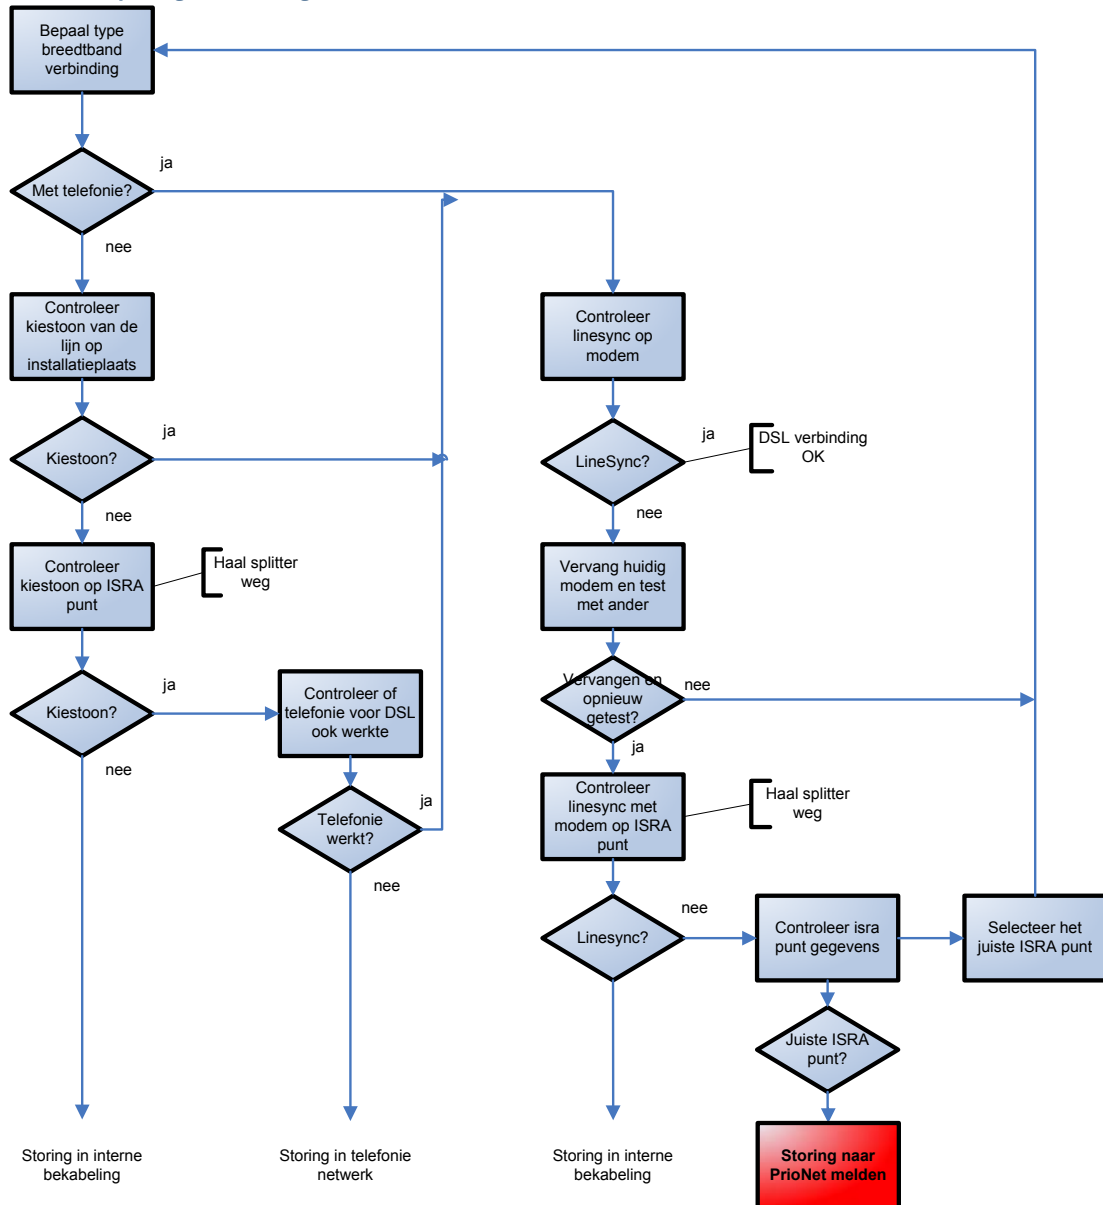 Bepaal type
breedtband
verbinding
Met telefonie?
ja
nee
Controleer
kiestoon van de
lijn op
installatieplaats
Kiestoon?
ja
nee
Controleer
kiestoon op ISRA
punt
Haal splitter
weg
Kiestoon?
ja
nee
Controleer of
telefonie voor DSL
ook werkte
Telefonie
werkt?
ja
nee
Controleer
linesync op
modem
LineSync?
ja
DSL verbinding
OK
nee
Vervang huidig
modem en test
met ander
Vervangen en
opnieuw
getest?
nee
ja
Controleer
linesync met
modem op ISRA
punt
Haal splitter
weg
Linesync?
nee
Controleer isra
punt gegevens
Selecteer het
juiste ISRA punt
Juiste ISRA
punt?
Storing in interne
bekabeling
Storing in telefonie
netwerk
Storing in interne
bekabeling
Storing naar
PrioNet melden